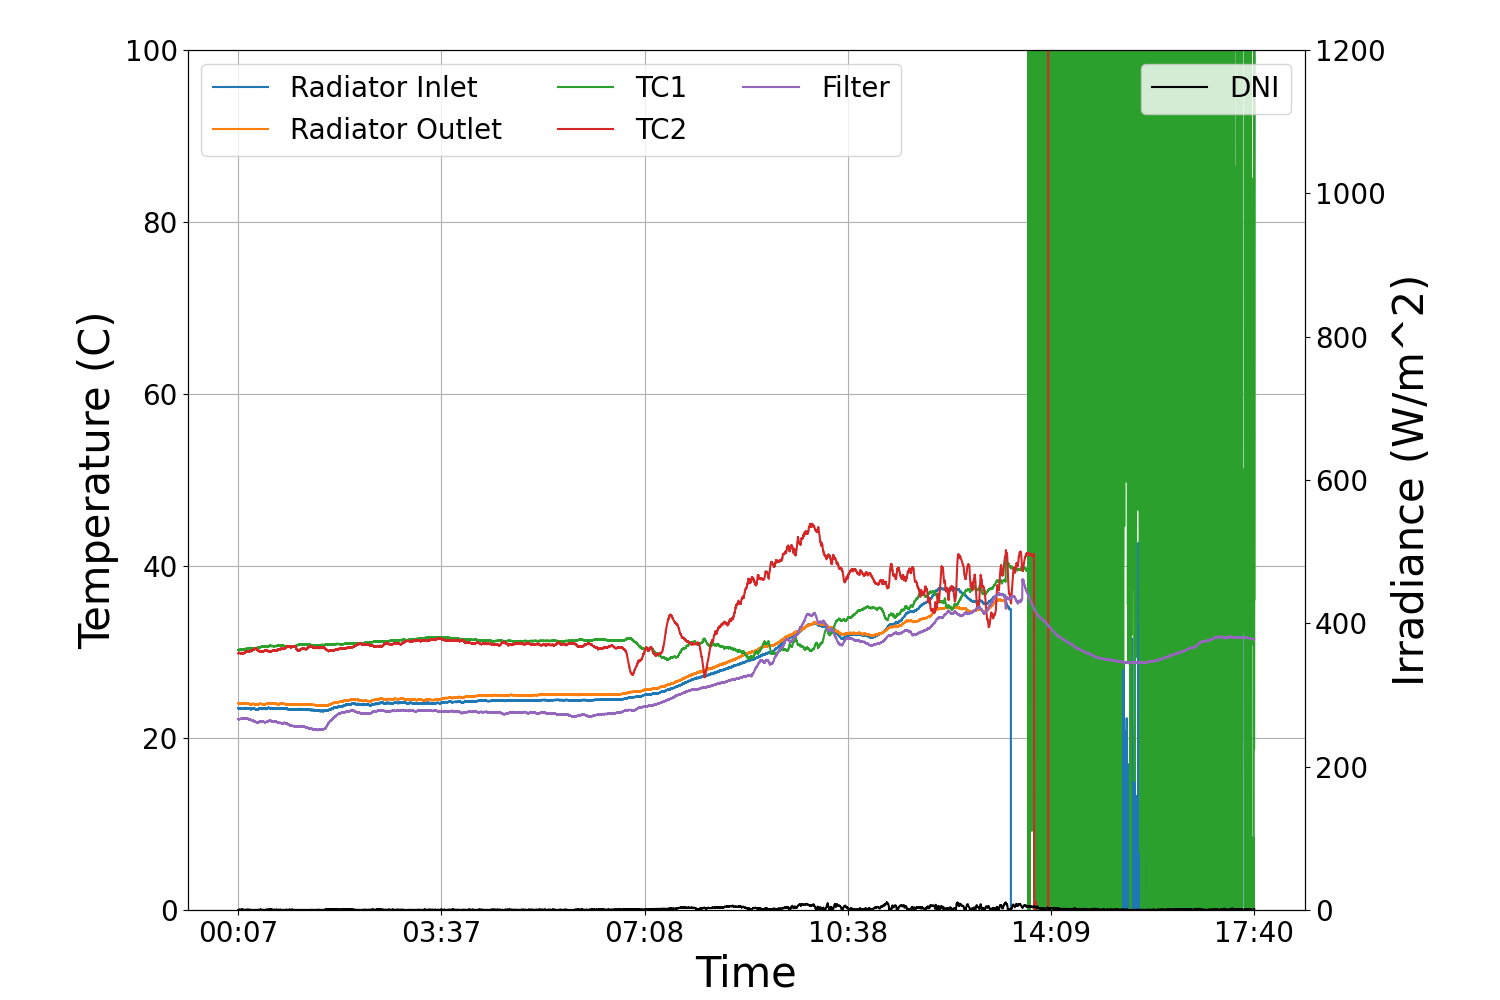 100
80
60
40
20
0
Temperature (C)
Radiator Inlet
Radiator Outlet
TC1
TC2
Filter
DNI
1200
1000
800
600
400
200
0
Irradiance (W/m^2)
00:07 03:37 07:08 10:38 14:09 17:40
Time